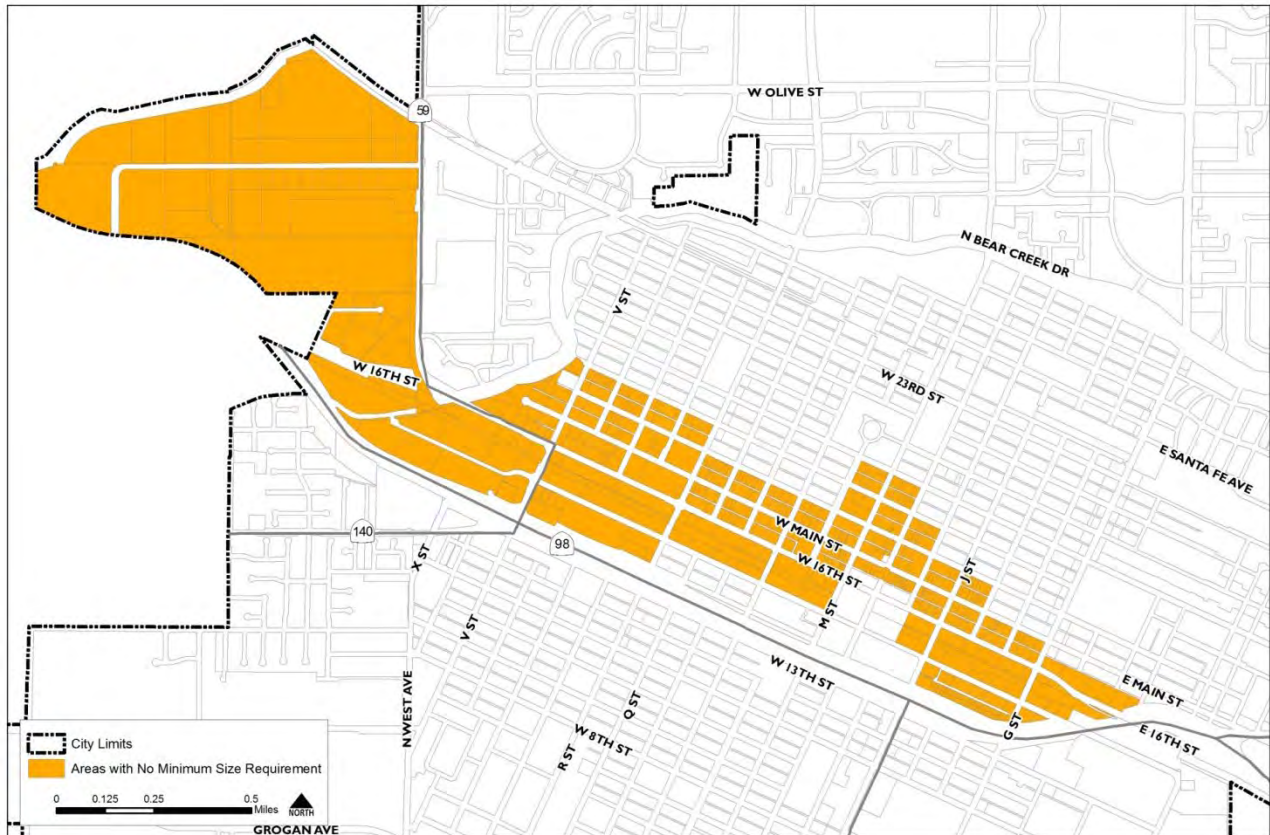 W OLIVE ST
59
N BEAR CREEK DR
V ST
W 23RD ST
W 16TH ST
E SANTA FE AVE
W MAIN ST
W 16TH ST
140
98
J ST
X ST
M ST
V ST
W 13TH ST
E MAIN ST
Q ST
N WEST AVE
G ST
E 16TH ST
W 8TH ST
R ST
City Limits
Areas with No Minimum Size Requirement
0 0.125 0.25 0.5
Miles
NORTH
GROGAN AVE